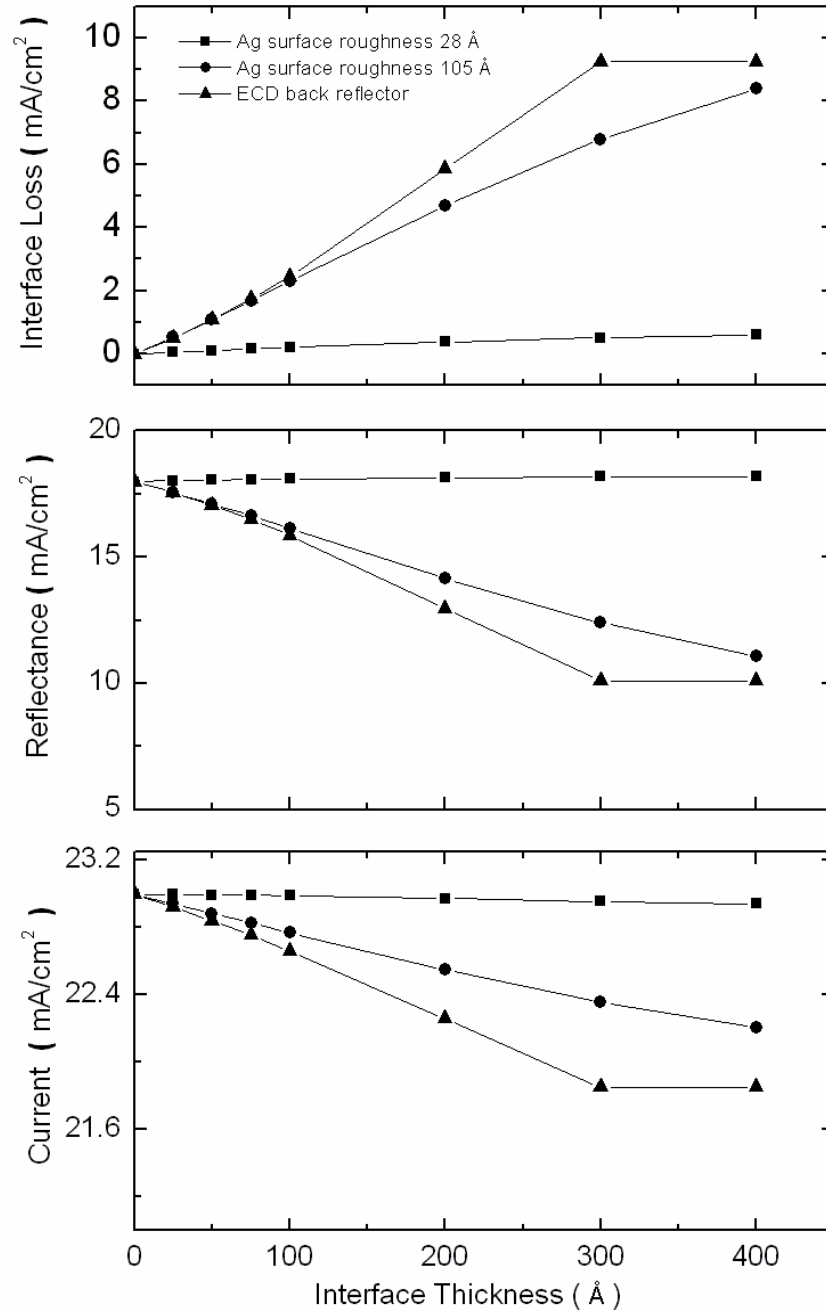 Interface Loss ( mA/cm²)
10
8
6
4
2
0
Ag surface roughness 28 Å
Ag surface roughness 105 Å
ECD back reflector
Reflectance ( mA/cm²)
20
15
10
5
Current ( mA/cm²)
23.2
22.4
21.6
0 100 200 300 400
Interface Thickness ( Å )